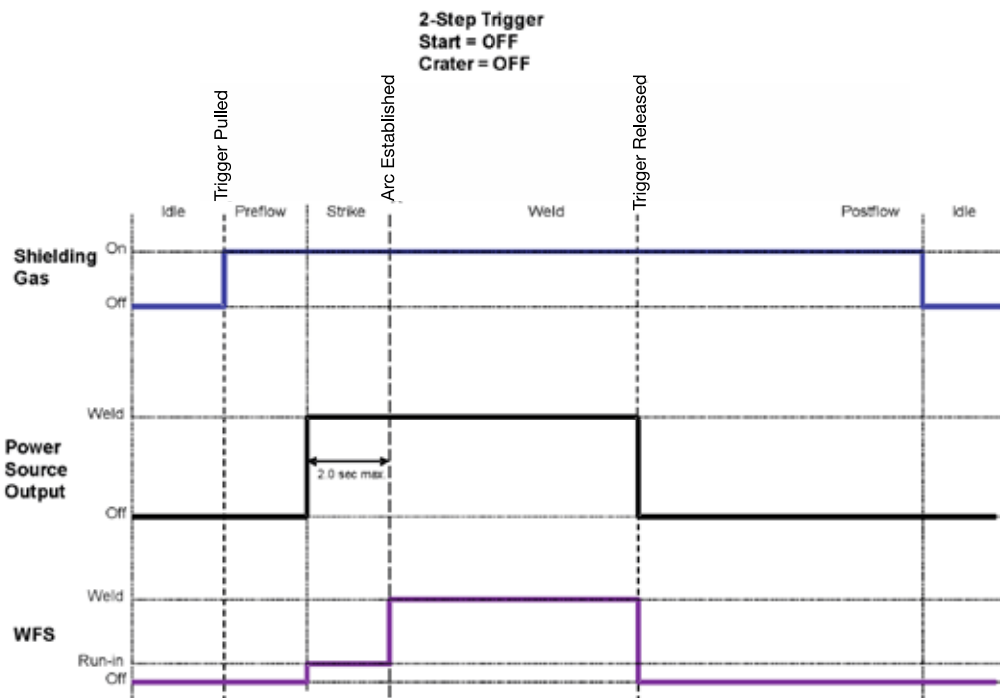 2-Step Trigger
Start = OFF
Crater = OFF
Trigger Pulled
Arc Established
Trigger Released
Idle
Preflow
Strike
Weld
Postflow
Idle
Shielding
Gas
On
Off
Power
Source
Output
Weld
2.0 sec max
Off
WFS
Weld
Run-in
Off